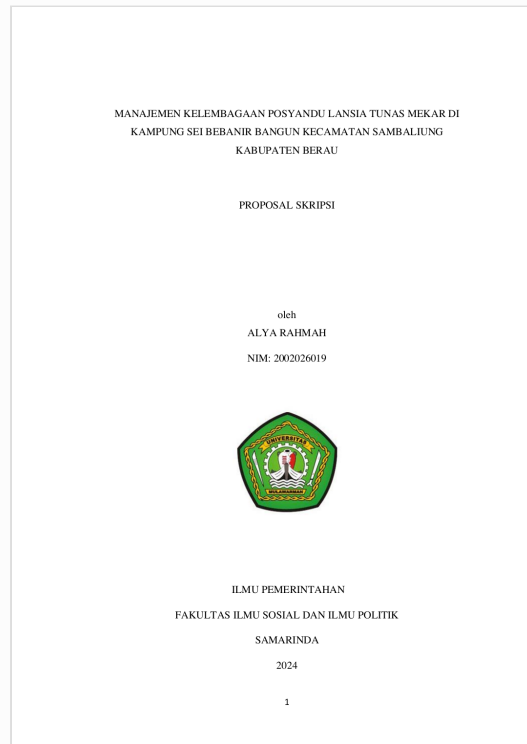 MANAJEMEN KELEMBAGAAN POSYANDU LANSIA TUNAS MEKAR DI
KAMPUNG SEI BEBANIR BANGUN KECAMATAN SAMBALIUNG
KABUPATEN BERAU
PROPOSAL SKRIPSI
oleh
ALYA RAHMAH
NIM: 2002026019
UNIVERSITAS
MULAWARMAN
ILMU PEMERINTAHAN
FAKULTAS ILMU SOSIAL DAN ILMU POLITIK
SAMARINDA
2024
1